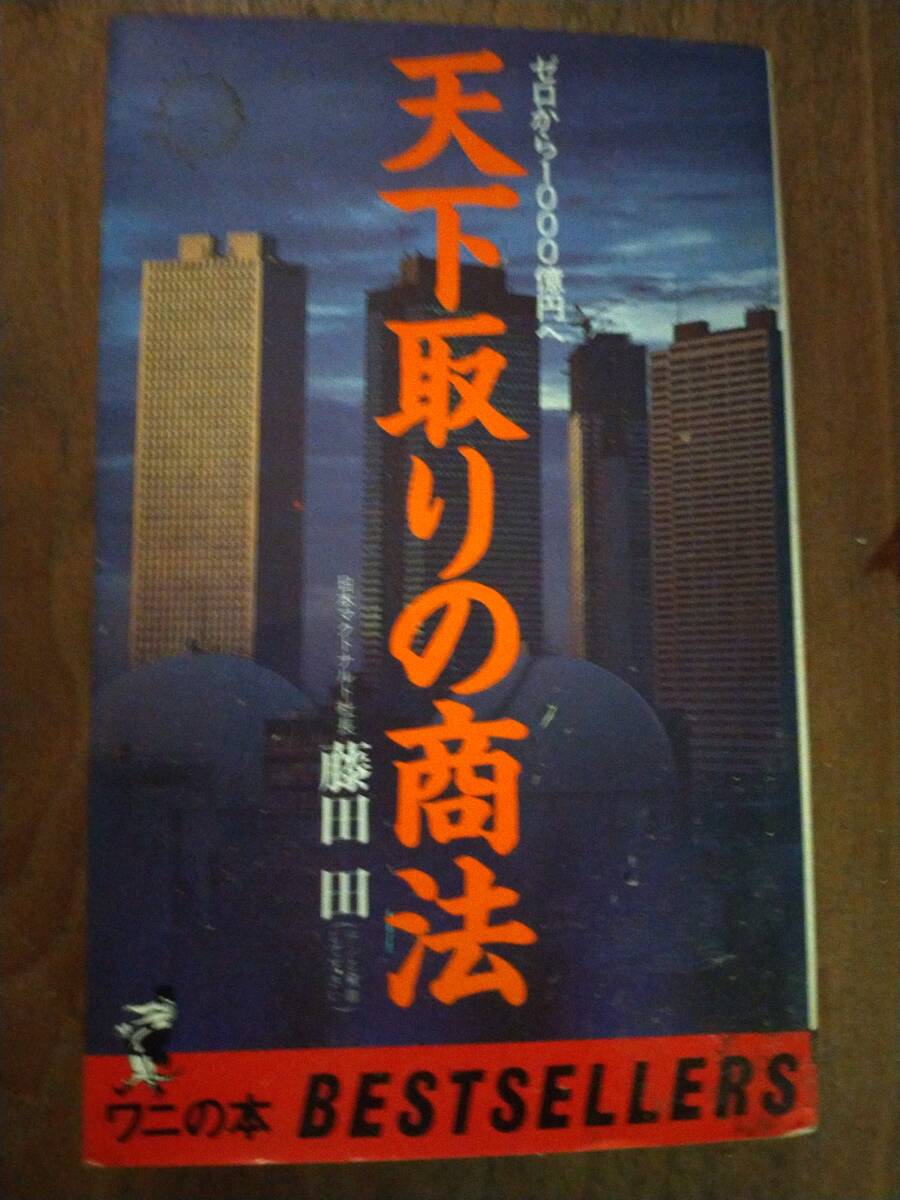 ゼロから1000億円へ
天下取りの商法
日本マクドナルド社長
藤田 田
ワニの本 BESTSELLERS